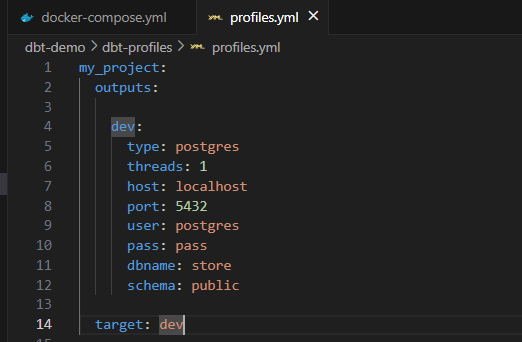 docker-compose.yml
profiles.yml
dbt-demo > dbt-profiles > profiles.yml
1 my_project:
2 outputs:
3
4 dev:
5 type: postgres
6 threads: 1
7 host: localhost
8 port: 5432
9 user: postgres
10 pass: pass
11 dbname: store
12 schema: public
13
14 target: dev